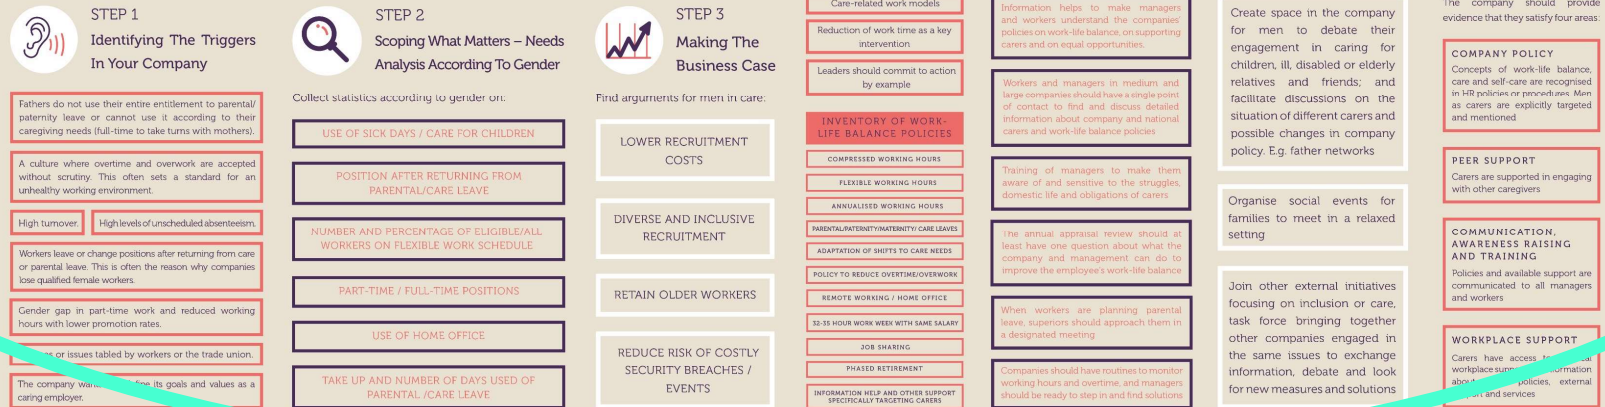 STEP 1
Identifying The Triggers
In Your Company
Fathers do not use their entire entitlement to parental/
paternity leave or cannot use it according to their
caregiving needs (full-time to take turns with mothers).
A culture where overtime and overwork are accepted
without scrutiny. This often sets a standard for an
unhealthy working environment.
High turnover.
High levels of unscheduled absenteeism.
Workers leave or change positions after returning from care
or parental leave. This is often the reason why companies
lose qualified female workers.
Gender gap in part-time work and reduced working
hours with lower promotion rates.
or issues tabled by workers or the trade union.
The company its goals and values as a
caring employer.
STEP 2
Scoping What Matters – Needs
Analysis According To Gender
Collect statistics according to gender on:
USE OF SICK DAYS / CARE FOR CHILDREN
POSITION AFTER RETURNING FROM
PARENTAL/CARE LEAVE
NUMBER AND PERCENTAGE OF ELIGIBLE/ALL
WORKERS ON FLEXIBLE WORK SCHEDULE
PART-TIME / FULL-TIME POSITIONS
USE OF HOME OFFICE
TAKE UP AND NUMBER OF DAYS USED OF
PARENTAL /CARE LEAVE
STEP 3
Making The
Business Case
Find arguments for men in care:
LOWER RECRUITMENT
COSTS
DIVERSE AND INCLUSIVE
RECRUITMENT
RETAIN OLDER WORKERS
REDUCE RISK OF COSTLY
SECURITY BREACHES /
EVENTS
Care-related work models
Reduction of work time as a key
intervention
Leaders should commit to action
by example
INVENTORY OF WORK-
LIFE BALANCE POLICIES
COMPRESSED WORKING HOURS
FLEXIBLE WORKING HOURS
ANNUALISED WORKING HOURS
PARENTAL/PATERNITY/MATERNITY/ CARE LEAVES
ADAPTATION OF SHIFTS TO CARE NEEDS
POLICY TO REDUCE OVERTIME/OVERWORK
REMOTE WORKING / HOME OFFICE
32-35 HOUR WORK WEEK WITH SAME SALARY
JOB SHARING
PHASED RETIREMENT
INFORMATION HELP AND OTHER SUPPORT
SPECIFICALLY TARGETING CARERS
Information helps to make managers
and workers understand the companies'
policies on work-life balance, on supporting
carers and on equal opportunities.
Workers and managers in medium and
large companies should have a single point
of contact to find and discuss detailed
information about company and national
carers and work-life balance policies
Training of managers to make them
aware of and sensitive to the struggles,
domestic life and obligations of carers
The annual appraisal review should at
least have one question about what the
company and management can do to
improve the employee's work-life balance
When workers are planning parental
leave, superiors should approach them in
a designated meeting
Companies should have routines to monitor
working hours and overtime, and managers
should be ready to step in and find solutions
Create space in the company
for men to debate their
engagement in caring for
children, ill, disabled or elderly
relatives and friends; and
facilitate discussions on the
situation of different carers and
possible changes in company
policy. E.g. father networks
Organise social events for
families to meet in a relaxed
setting
Join other external initiatives
focusing on inclusion or care,
task force bringing together
other companies engaged in
the same issues to exchange
information, debate and look
for new measures and solutions
The company should provide
evidence that they satisfy four areas:
COMPANY POLICY
Concepts of work-life balance,
care and self-care are recognised
in HR policies or procedures. Men
as carers are explicitly targeted
and mentioned
PEER SUPPORT
Carers are supported in engaging
with other caregivers
COMMUNICATION,
AWARENESS RAISING
AND TRAINING
Policies and available support are
communicated to all managers
and workers
WORKPLACE SUPPORT
Carers have access
workplace
policies, external
and services